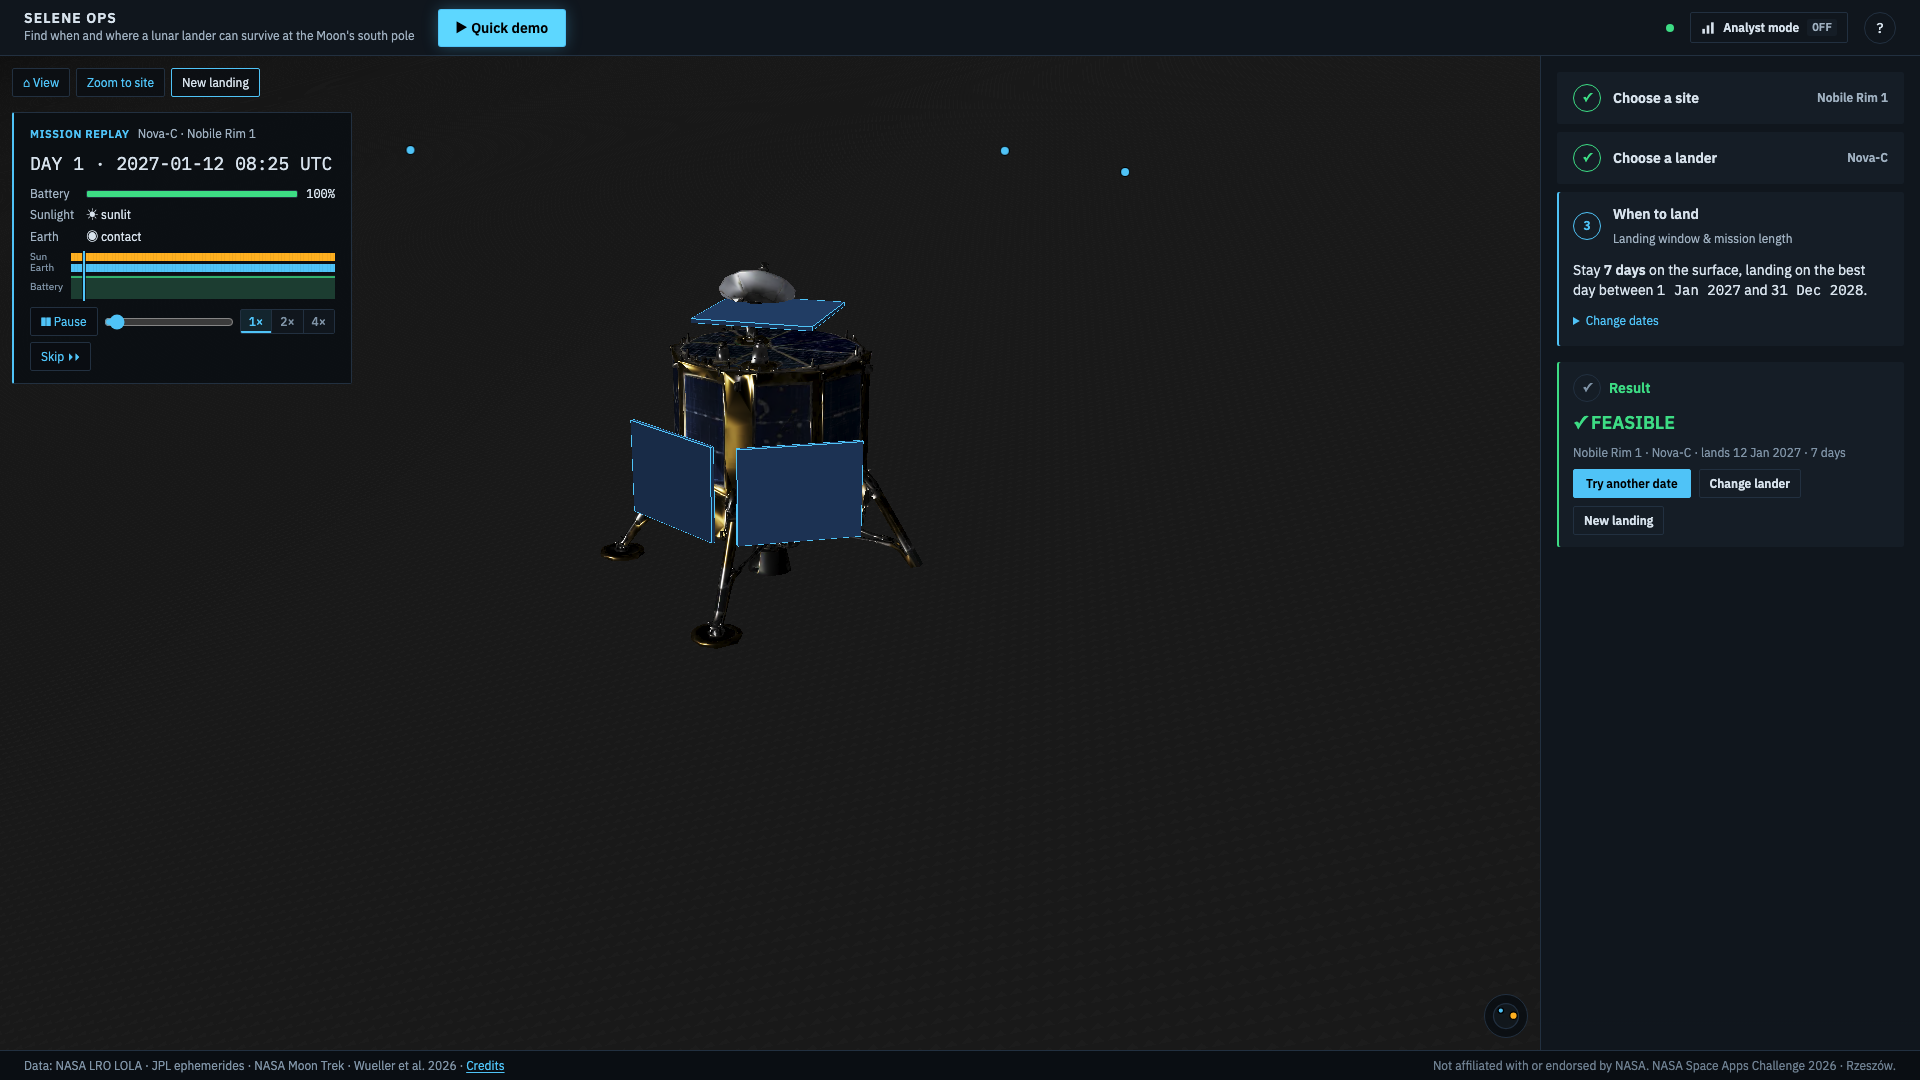 SELENE OPS
Find when and where a lunar lander can survive at the Moon's south pole
▶ Quick demo
Analyst mode OFF
?
⌂ View
Zoom to site
New landing
MISSION REPLAY Nova-C · Nobile Rim 1
DAY 1 · 2027-01-12 08:25 UTC
Battery 100%
Sunlight ☀ sunlit
Earth ◉ contact
Sun
Earth
Battery
Pause
1× 2× 4×
Skip
✓ Choose a site Nobile Rim 1
✓ Choose a lander Nova-C
3 When to land
Landing window & mission length
Stay 7 days on the surface, landing on the best
day between 1 Jan 2027 and 31 Dec 2028.
▶ Change dates
✓ Result
✓FEASIBLE
Nobile Rim 1 · Nova-C · lands 12 Jan 2027 · 7 days
Try another date
Change lander
New landing
Data: NASA LRO LOLA · JPL ephemerides · NASA Moon Trek · Wueller et al. 2026 · Credits
Not affiliated with or endorsed by NASA. NASA Space Apps Challenge 2026 · Rzeszów.